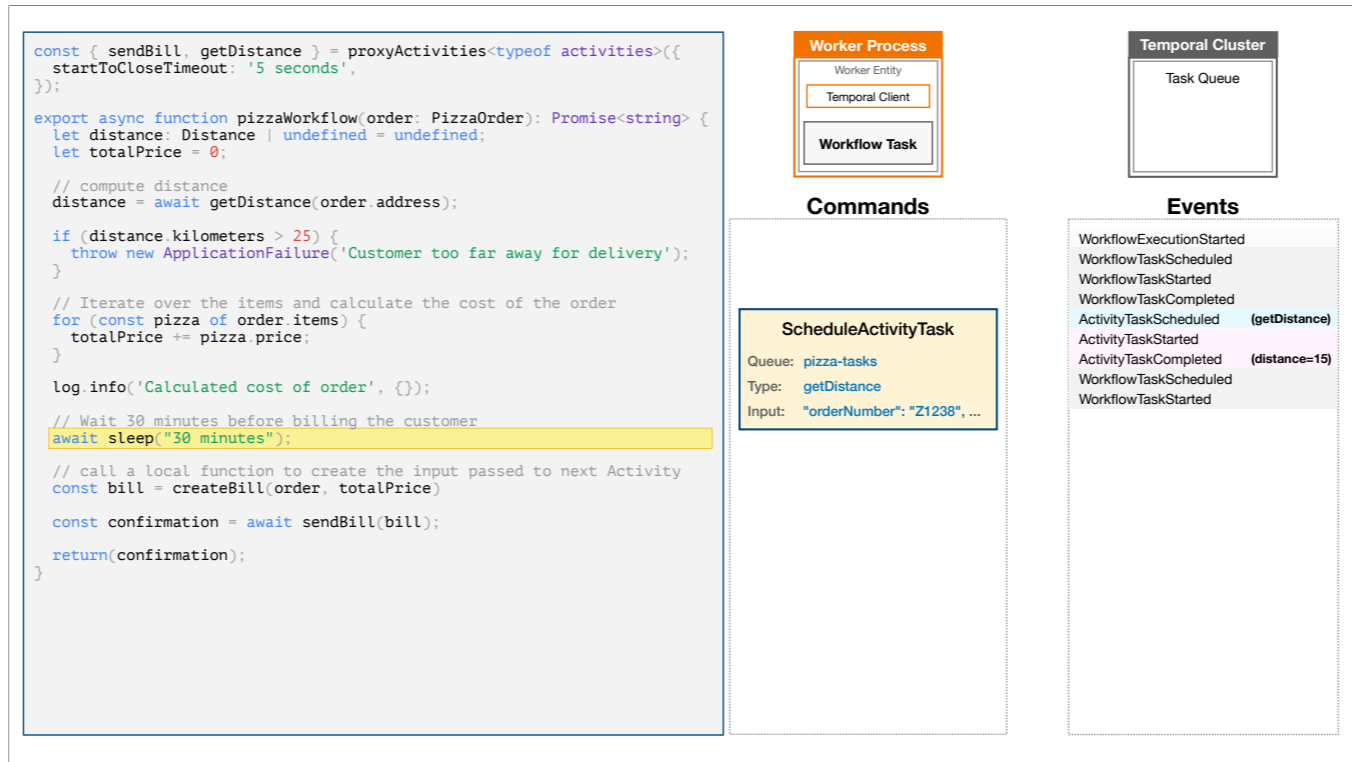 const { sendBill, getDistance } = proxyActivities<typeof activities>({
  startToCloseTimeout: '5 seconds',
});
export async function pizzaWorkflow(order: PizzaOrder): Promise<string> {
  let distance: Distance | undefined = undefined;
  let totalPrice = 0;
  // compute distance
  distance = await getDistance(order.address);
  if (distance.kilometers > 25) {
    throw new ApplicationFailure('Customer too far away for delivery');
  }
  // Iterate over the items and calculate the cost of the order
  for (const pizza of order.items) {
    totalPrice += pizza.price;
  }
  log.info('Calculated cost of order', {});
  // Wait 30 minutes before billing the customer
  await sleep("30 minutes");
  // call a local function to create the input passed to next Activity
  const bill = createBill(order, totalPrice)
  const confirmation = await sendBill(bill);
  return(confirmation);
}
Worker Process
Worker Entity
Temporal Client
Workflow Task
Commands
ScheduleActivityTask
Queue: pizza-tasks
Type: getDistance
Input: "orderNumber": "Z1238", ...
Temporal Cluster
Task Queue
Events
WorkflowExecutionStarted
WorkflowTaskScheduled
WorkflowTaskStarted
WorkflowTaskCompleted
ActivityTaskScheduled (getDistance)
ActivityTaskStarted
ActivityTaskCompleted (distance=15)
WorkflowTaskScheduled
WorkflowTaskStarted